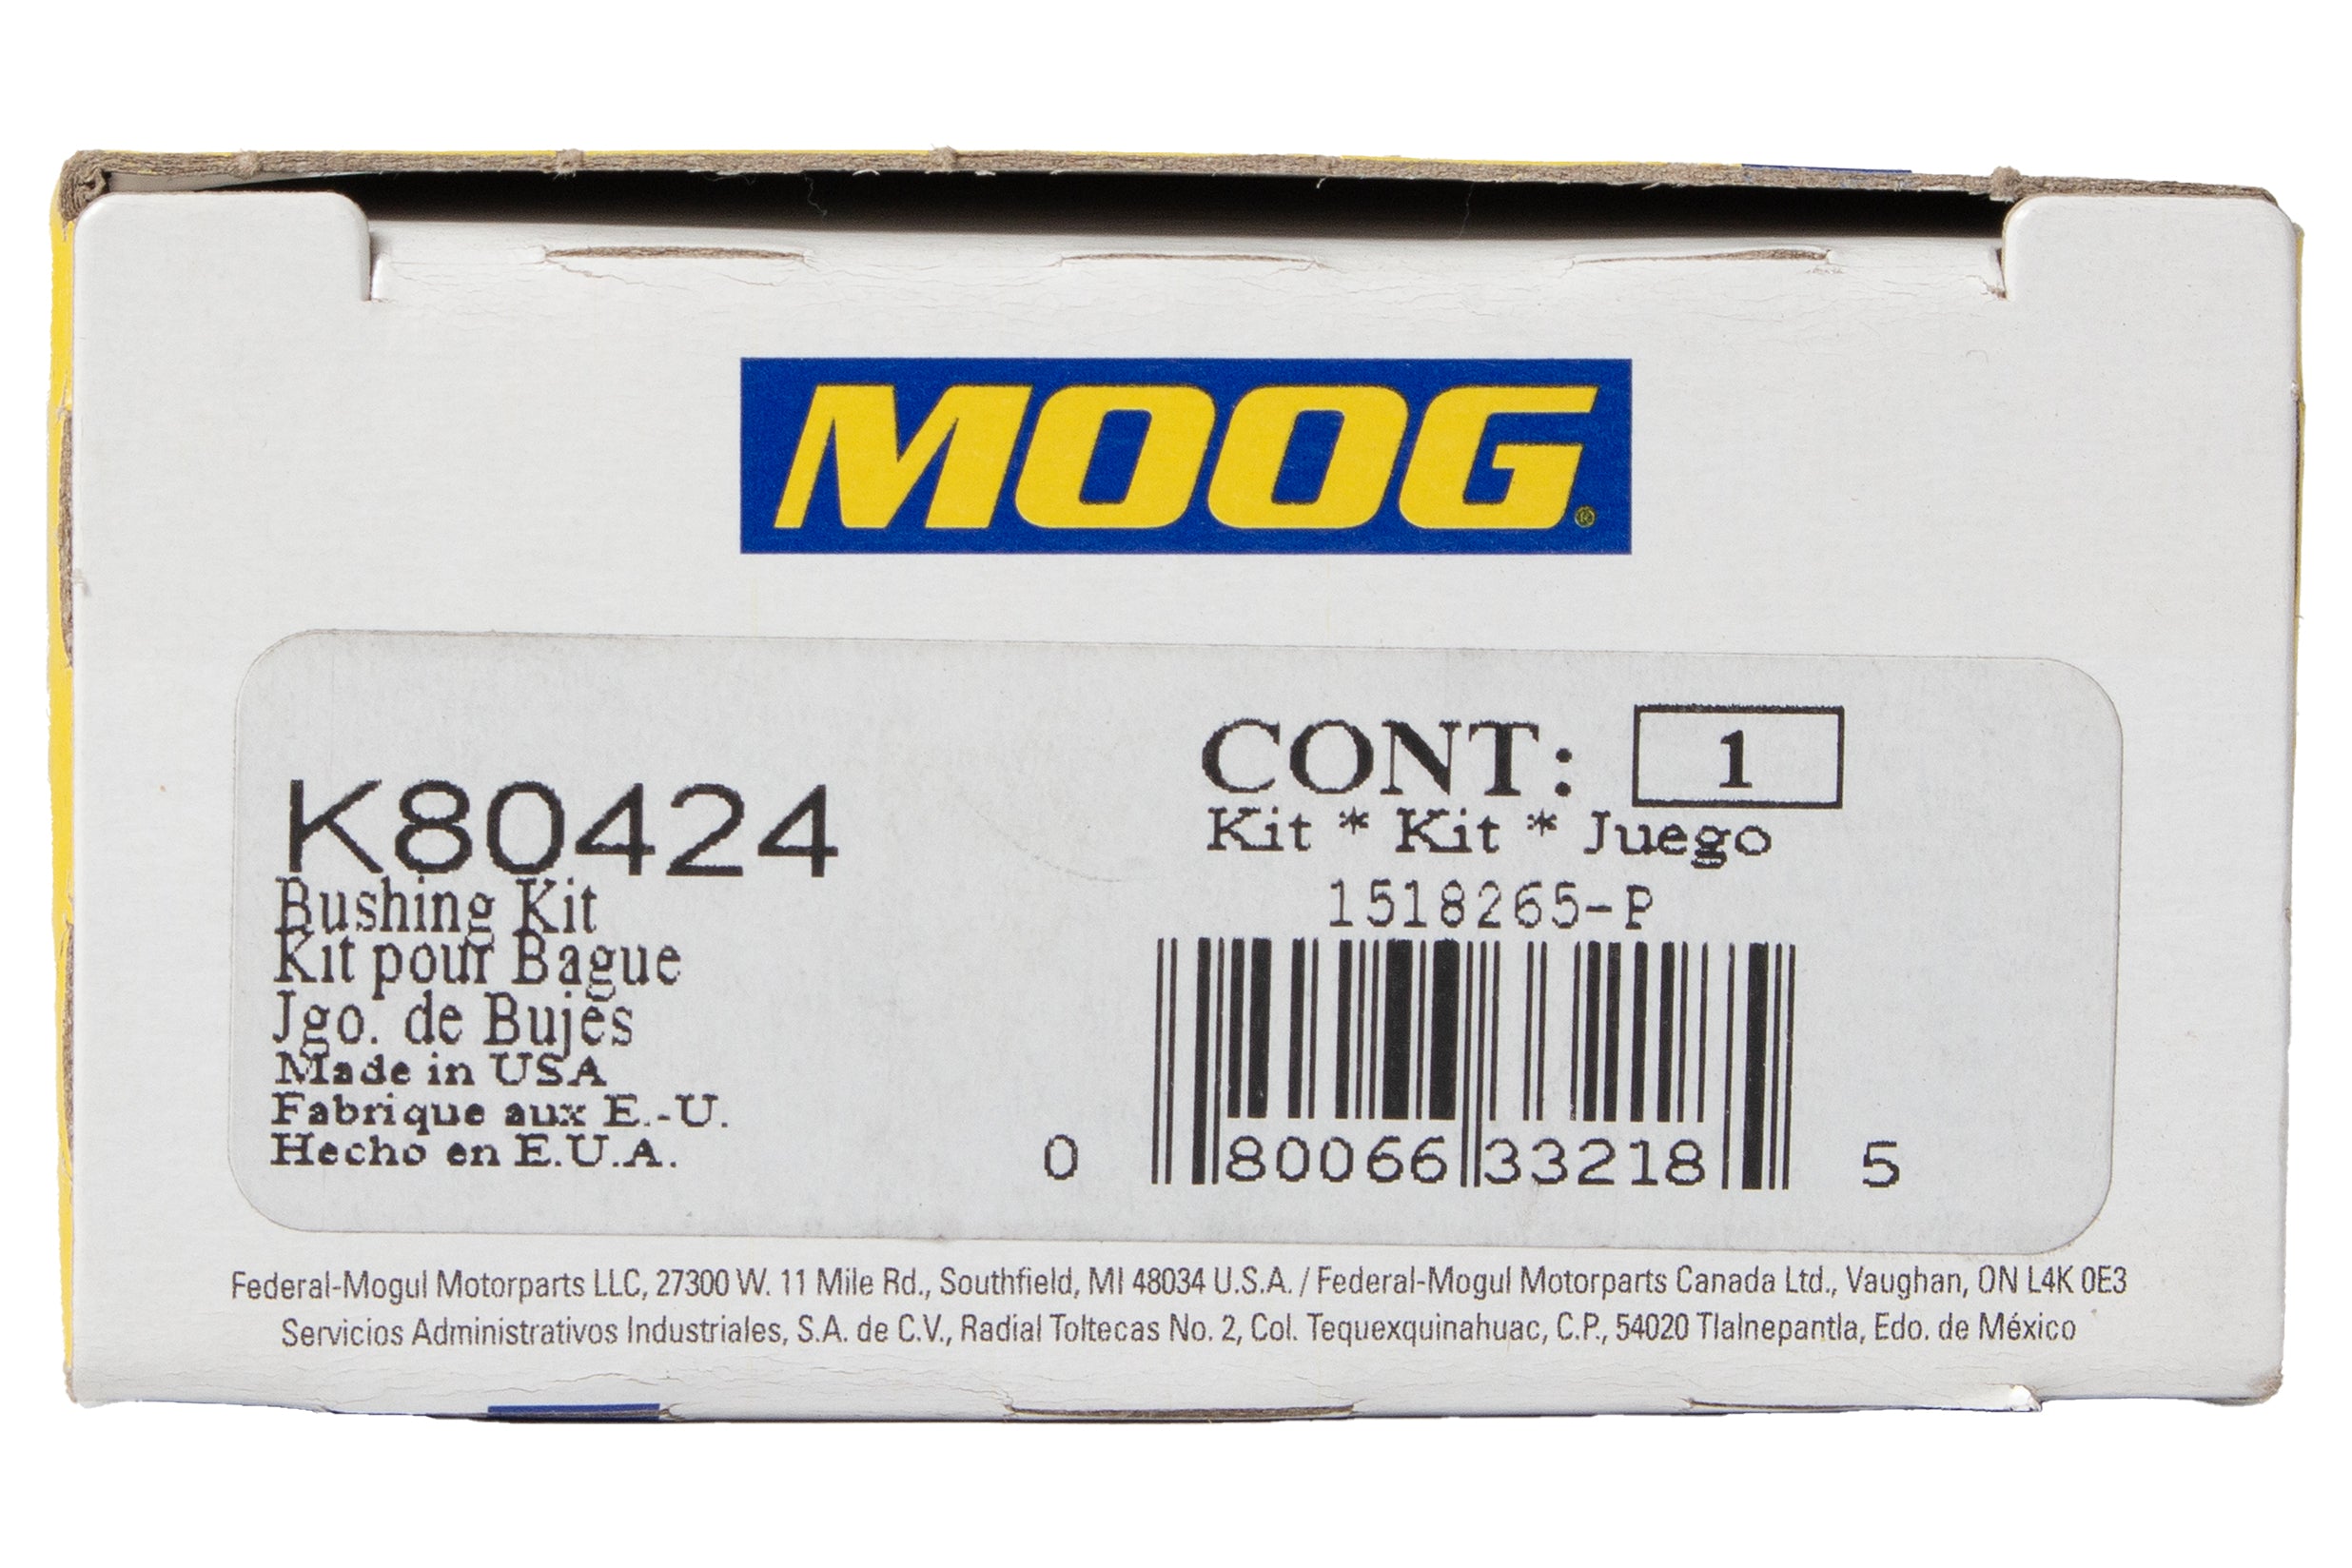 MOOG®
K80424
Bushing Kit
Kit pour Bague
Jgo. de Bujes
Made in USA
Fabrique aux E.-U.
Hecho en E.U.A.
CONT: 1
Kit * Kit * Juego
1518265-P
0 80066 33218 5
Federal-Mogul Motorparts LLC, 27300 W. 11 Mile Rd., Southfield, MI 48034 U.S.A. / Federal-Mogul Motorparts Canada Ltd., Vaughan, ON L4K 0E3
Servicios Administrativos Industriales, S.A. de C.V., Radial Toltecas No. 2, Col. Tequexquinahuac, C.P., 54020 Tlalnepantla, Edo. de México